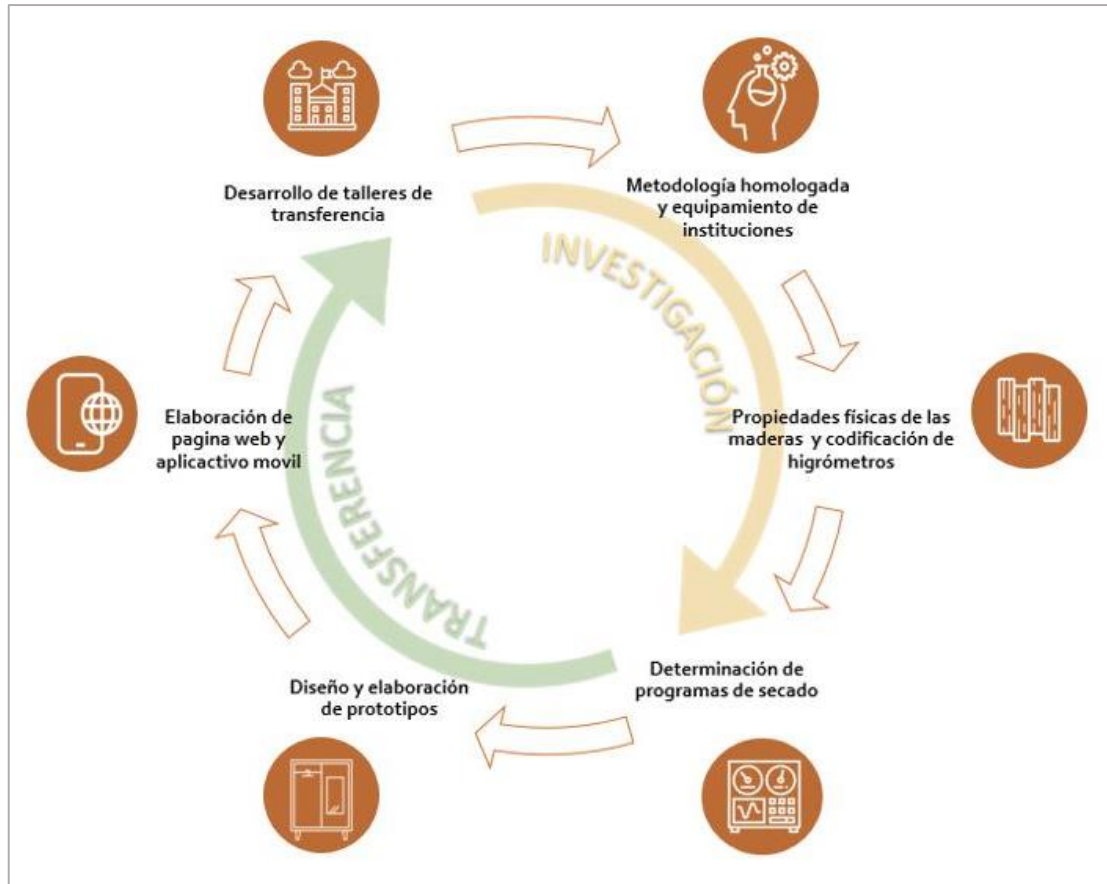 Desarrollo de talleres de
transferencia
Metodología homologada
y equipamiento de
instituciones
INVESTIGACIÓN
Propiedades físicas de las
maderas y codificación de
higrómetros
Determinación de
programas de secado
Diseño y elaboración
de prototipos
TRANSFERENCIA
Elaboración de
pagina web y
aplicactivo movil